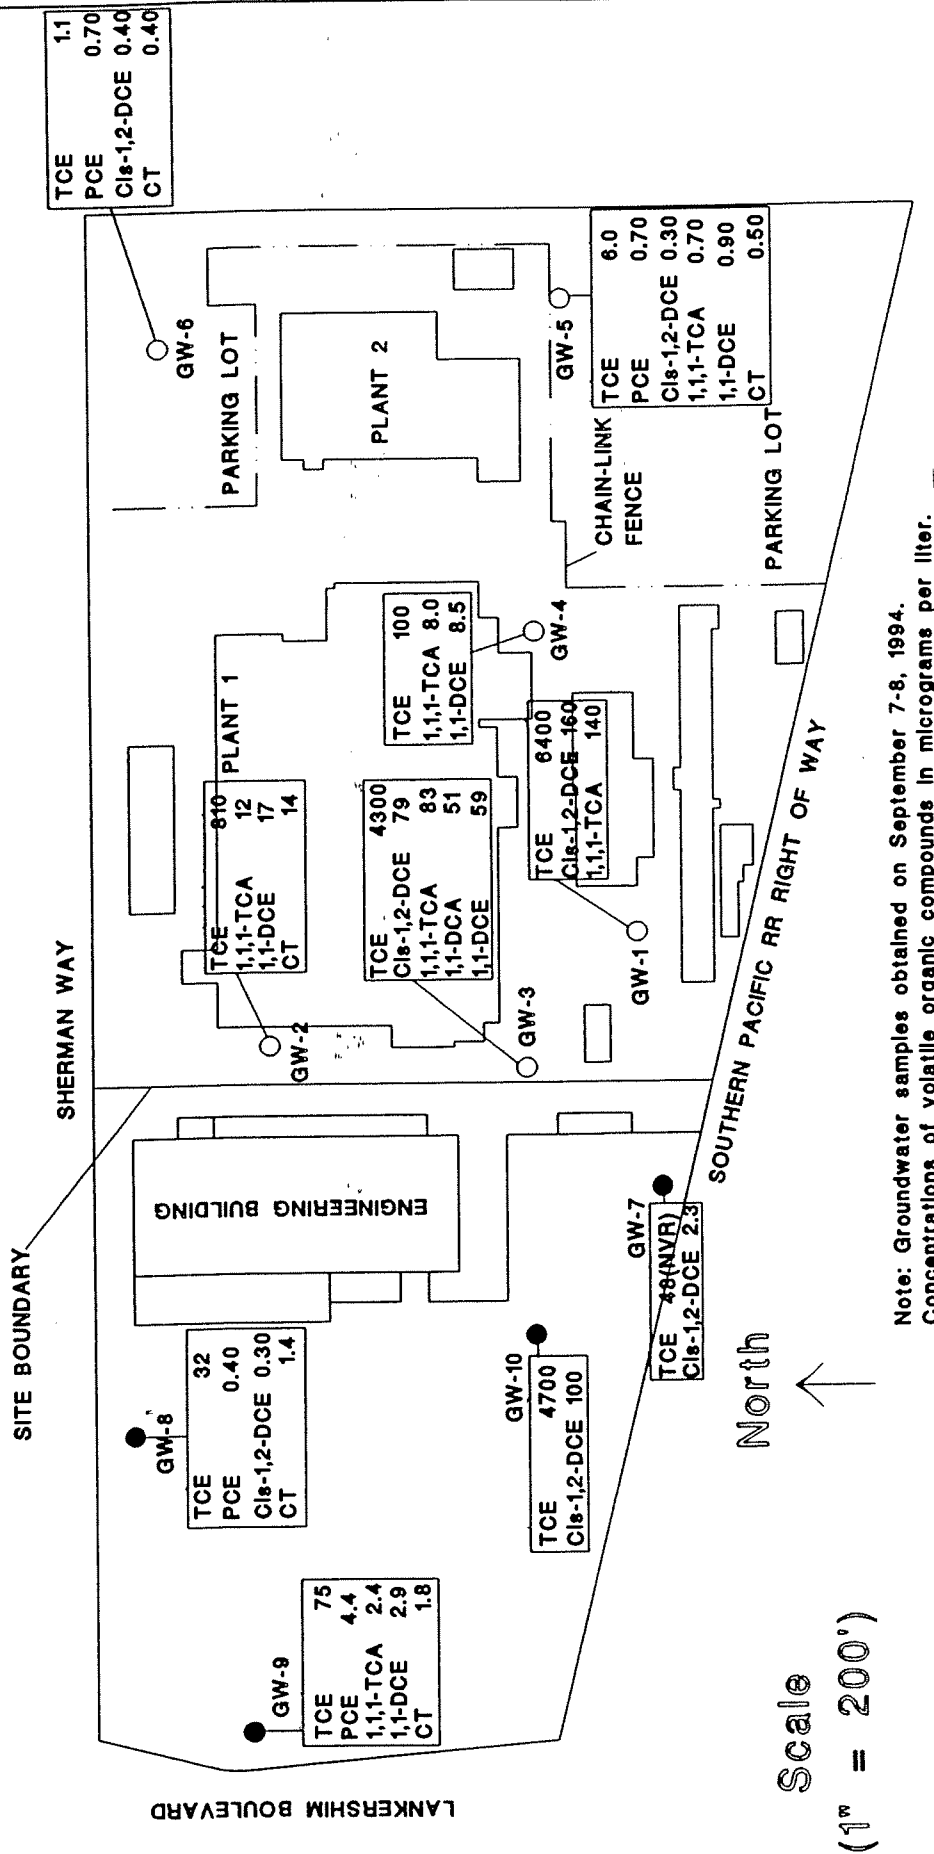 SHERMAN WAY
SITE BOUNDARY
LANKERSHIM BOULEVARD
ENGINEERING BUILDING
GW-9
TCE 75
PCE 4.4
1,1,1-TCA 2.4
1,1-DCE 2.9
CT 1.8
GW-8
TCE 32
PCE 0.40
Cis-1,2-DCE 0.30
CT 1.4
GW-10
TCE 4700
Cis-1,2-DCE 100
GW-7
TCE 48(NVR)
Cis-1,2-DCE 2.3
GW-2
TCE 810
1,1,1-TCA 12
1,1-DCE 17
CT 14
PLANT 1
GW-3
TCE 4300
Cis-1,2-DCE 79
1,1,1-TCA 83
1,1-DCA 51
1,1-DCE 59
GW-1
TCE 6400
Cis-1,2-DCE 160
1,1,1-TCA 140
GW-4
TCE 100
1,1,1-TCA 8.0
1,1-DCE 8.5
PARKING LOT
PLANT 2
GW-6
TCE 1.1
PCE 0.70
Cis-1,2-DCE 0.40
CT 0.40
GW-5
TCE 6.0
PCE 0.70
Cis-1,2-DCE 0.30
1,1,1-TCA 0.70
1,1-DCE 0.90
CT 0.50
CHAIN-LINK
FENCE
PARKING LOT
SOUTHERN PACIFIC RR RIGHT OF WAY
North
Scale
(1" = 200')
Note: Groundwater samples obtained on September 7-8, 1994.
Concentrations of volatile organic compounds in micrograms per liter.